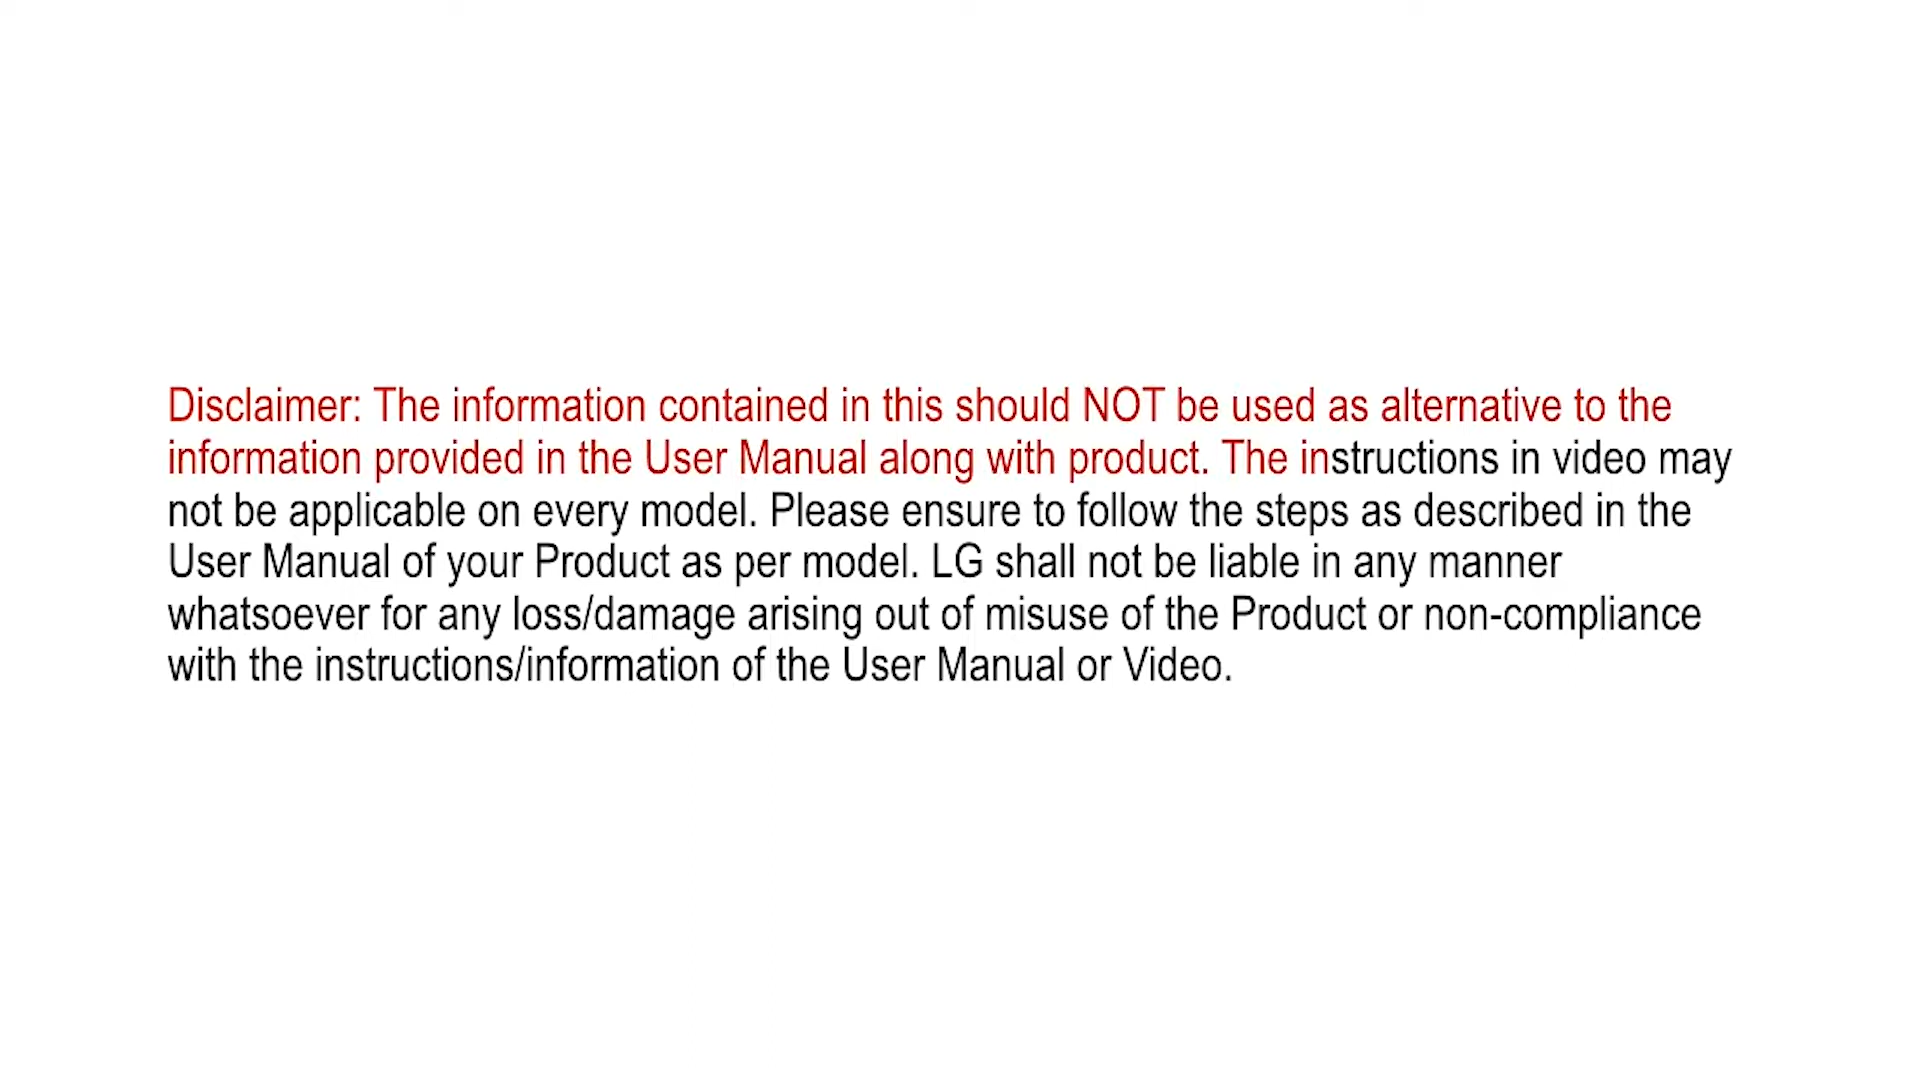 Disclaimer: The information contained in this should NOT be used as alternative to the
information provided in the User Manual along with product. The instructions in video may
not be applicable on every model. Please ensure to follow the steps as described in the
User Manual of your Product as per model. LG shall not be liable in any manner
whatsoever for any loss/damage arising out of misuse of the Product or non-compliance
with the instructions/information of the User Manual or Video.